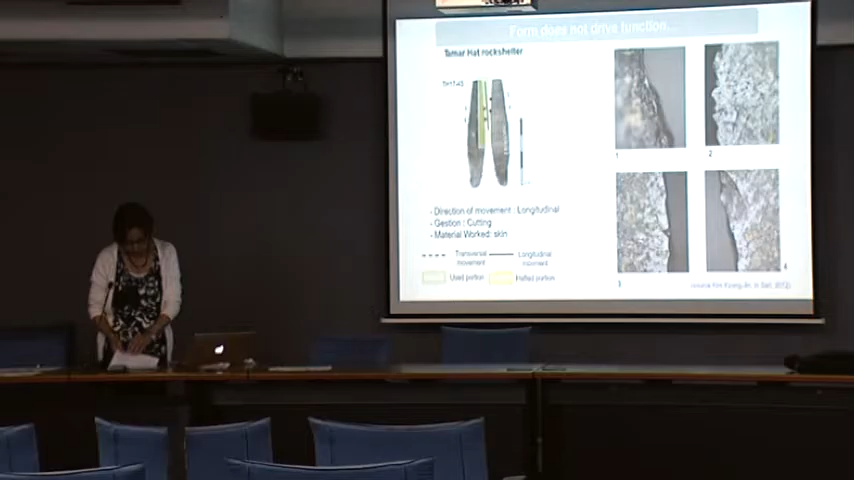 Form does not drive function...
Tamar Hat rockshelter
- Direction of movement : Longitudinal
- Gestion : Cutting
- Material Worked: skin
Transversal movement
Longitudinal movement
Used portion
Hafted portion
1
2
3
4